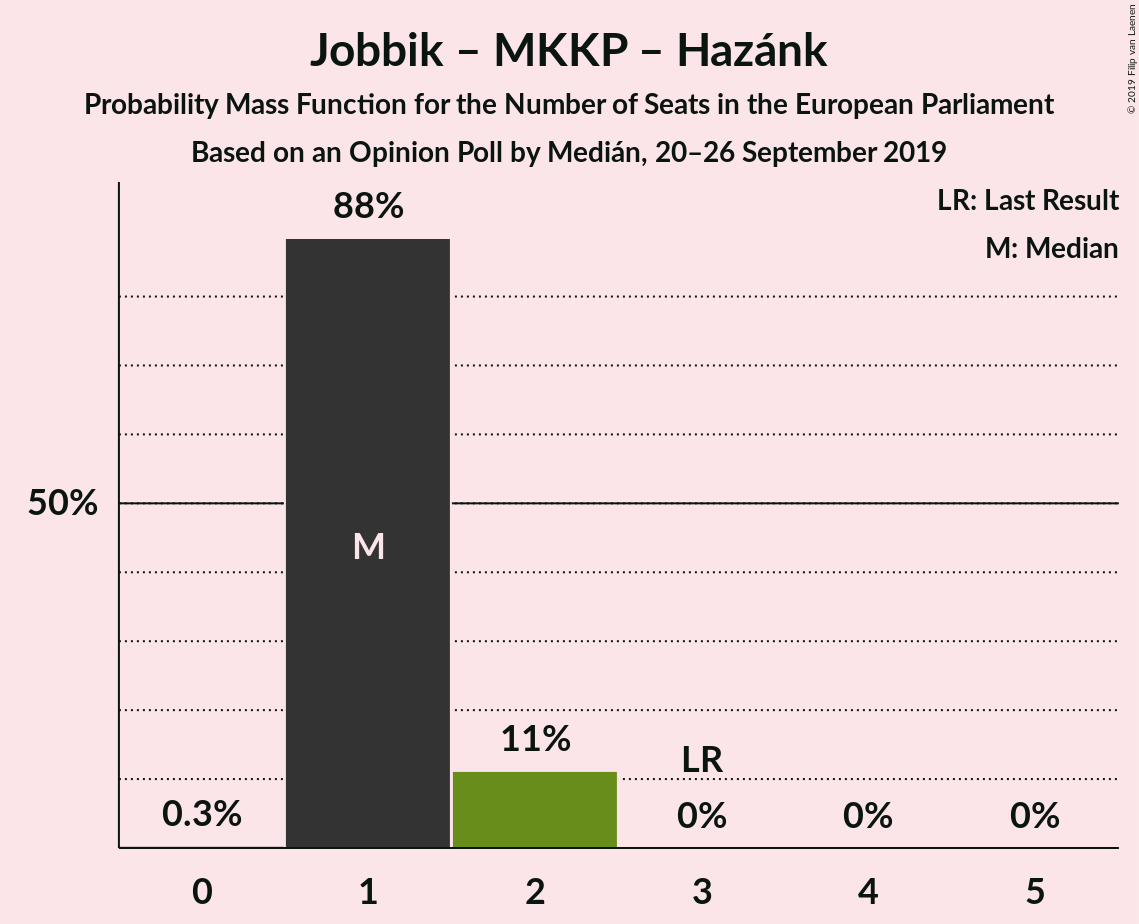 Jobbik – MKKP – Hazánk
Probability Mass Function for the Number of Seats in the European Parliament
Based on an Opinion Poll by Medián, 20–26 September 2019
© 2019 Filip van Laenen
LR: Last Result
M: Median
88%
50%
M
11%
LR
0.3%
0%
0%
0%
0 1 2 3 4 5